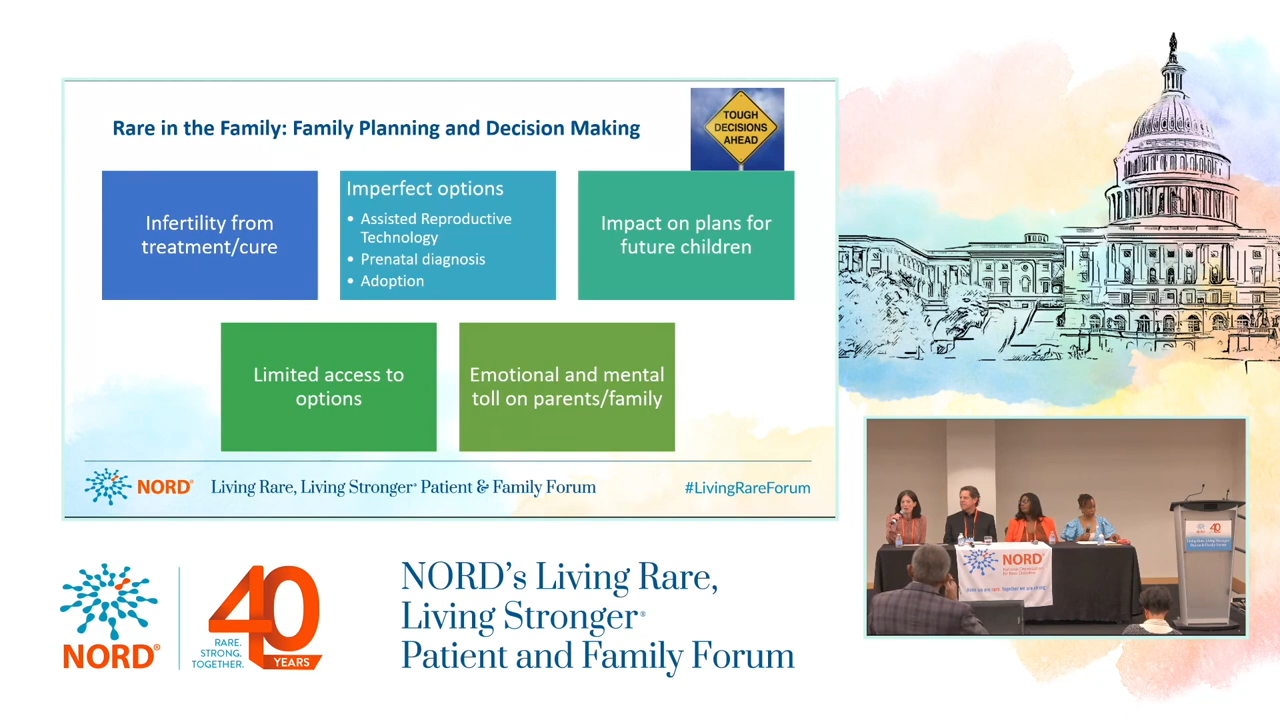 Rare in the Family: Family Planning and Decision Making
TOUGH
DECISIONS
AHEAD
Infertility from
treatment/cure
Imperfect options
• Assisted Reproductive
Technology
• Prenatal diagnosis
• Adoption
Impact on plans for
future children
Limited access to
options
Emotional and mental
toll on parents/family
NORD®
Living Rare, Living Stronger® Patient & Family Forum
#LivingRareForum
NORD®
40
RARE.
STRONG.
TOGETHER.
YEARS
NORD's Living Rare,
Living Stronger®
Patient and Family Forum
NORD
40